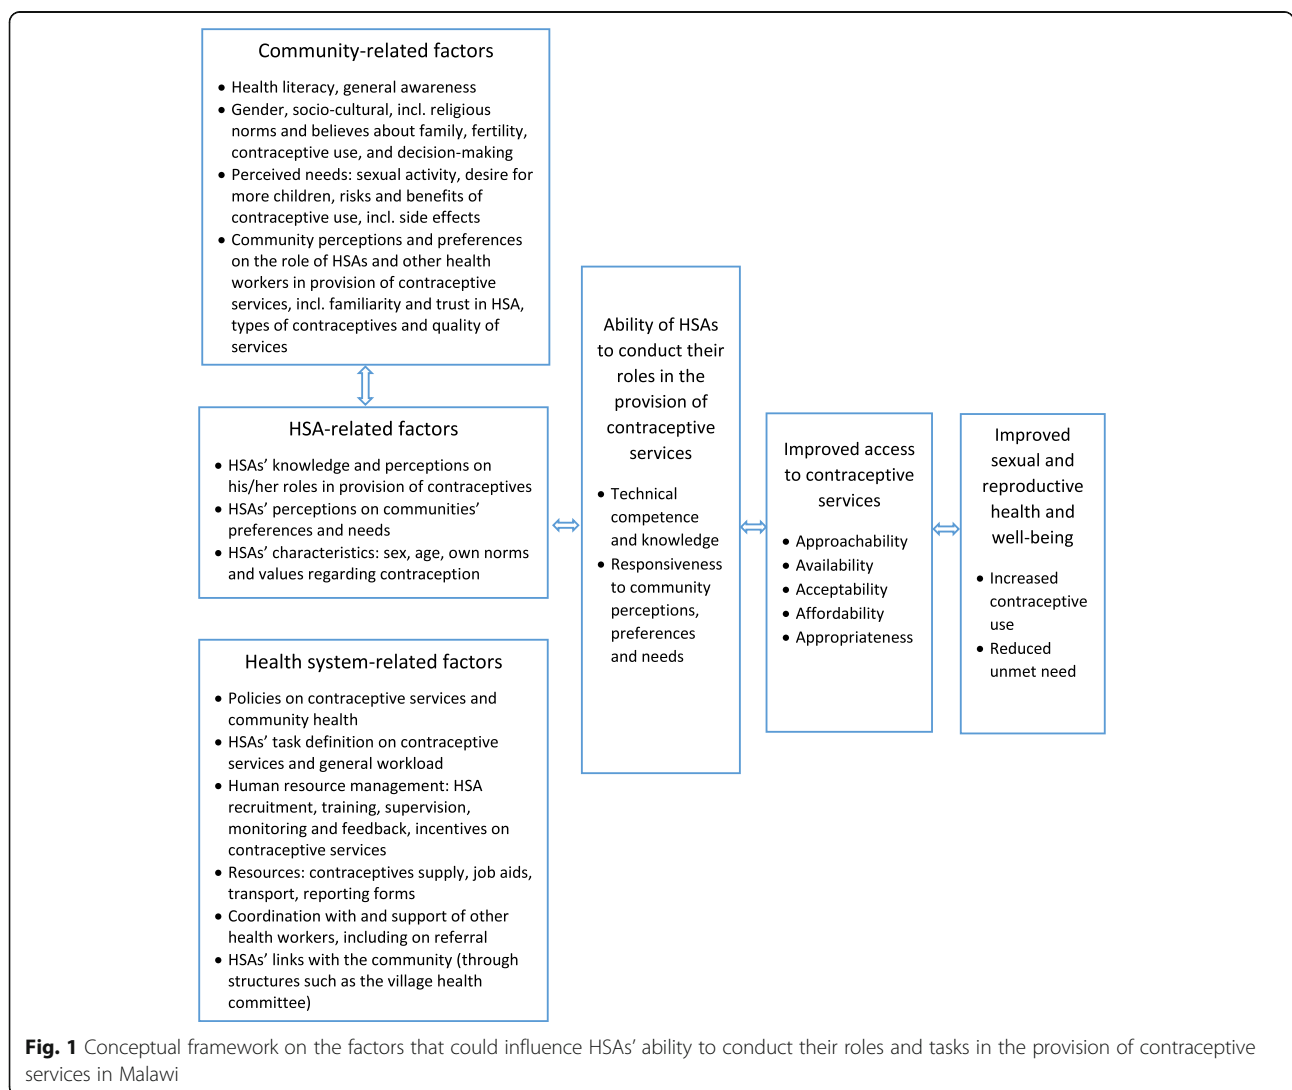 Community-related factors
• Health literacy, general awareness
• Gender, socio-cultural, incl. religious
norms and believes about family, fertility,
contraceptive use, and decision-making
• Perceived needs: sexual activity, desire for
more children, risks and benefits of
contraceptive use, incl. side effects
• Community perceptions and preferences
on the role of HSAs and other health
workers in provision of contraceptive
services, incl. familiarity and trust in HSA,
types of contraceptives and quality of
services
HSA-related factors
• HSAs’ knowledge and perceptions on
his/her roles in provision of contraceptives
• HSAs’ perceptions on communities’
preferences and needs
• HSAs’ characteristics: sex, age, own norms
and values regarding contraception
Health system-related factors
• Policies on contraceptive services and
community health
• HSAs’ task definition on contraceptive
services and general workload
• Human resource management: HSA
recruitment, training, supervision,
monitoring and feedback, incentives on
contraceptive services
• Resources: contraceptives supply, job aids,
transport, reporting forms
• Coordination with and support of other
health workers, including on referral
• HSAs’ links with the community (through
structures such as the village health
committee)
Ability of HSAs
to conduct their
roles in the
provision of
contraceptive
services
• Technical
competence
and knowledge
• Responsiveness
to community
perceptions,
preferences
and needs
Improved access
to contraceptive
services
• Approachability
• Availability
• Acceptability
• Affordability
• Appropriateness
Improved
sexual and
reproductive
health and
well-being
• Increased
contraceptive
use
• Reduced
unmet need
Fig. 1 Conceptual framework on the factors that could influence HSAs’ ability to conduct their roles and tasks in the provision of contraceptive
services in Malawi